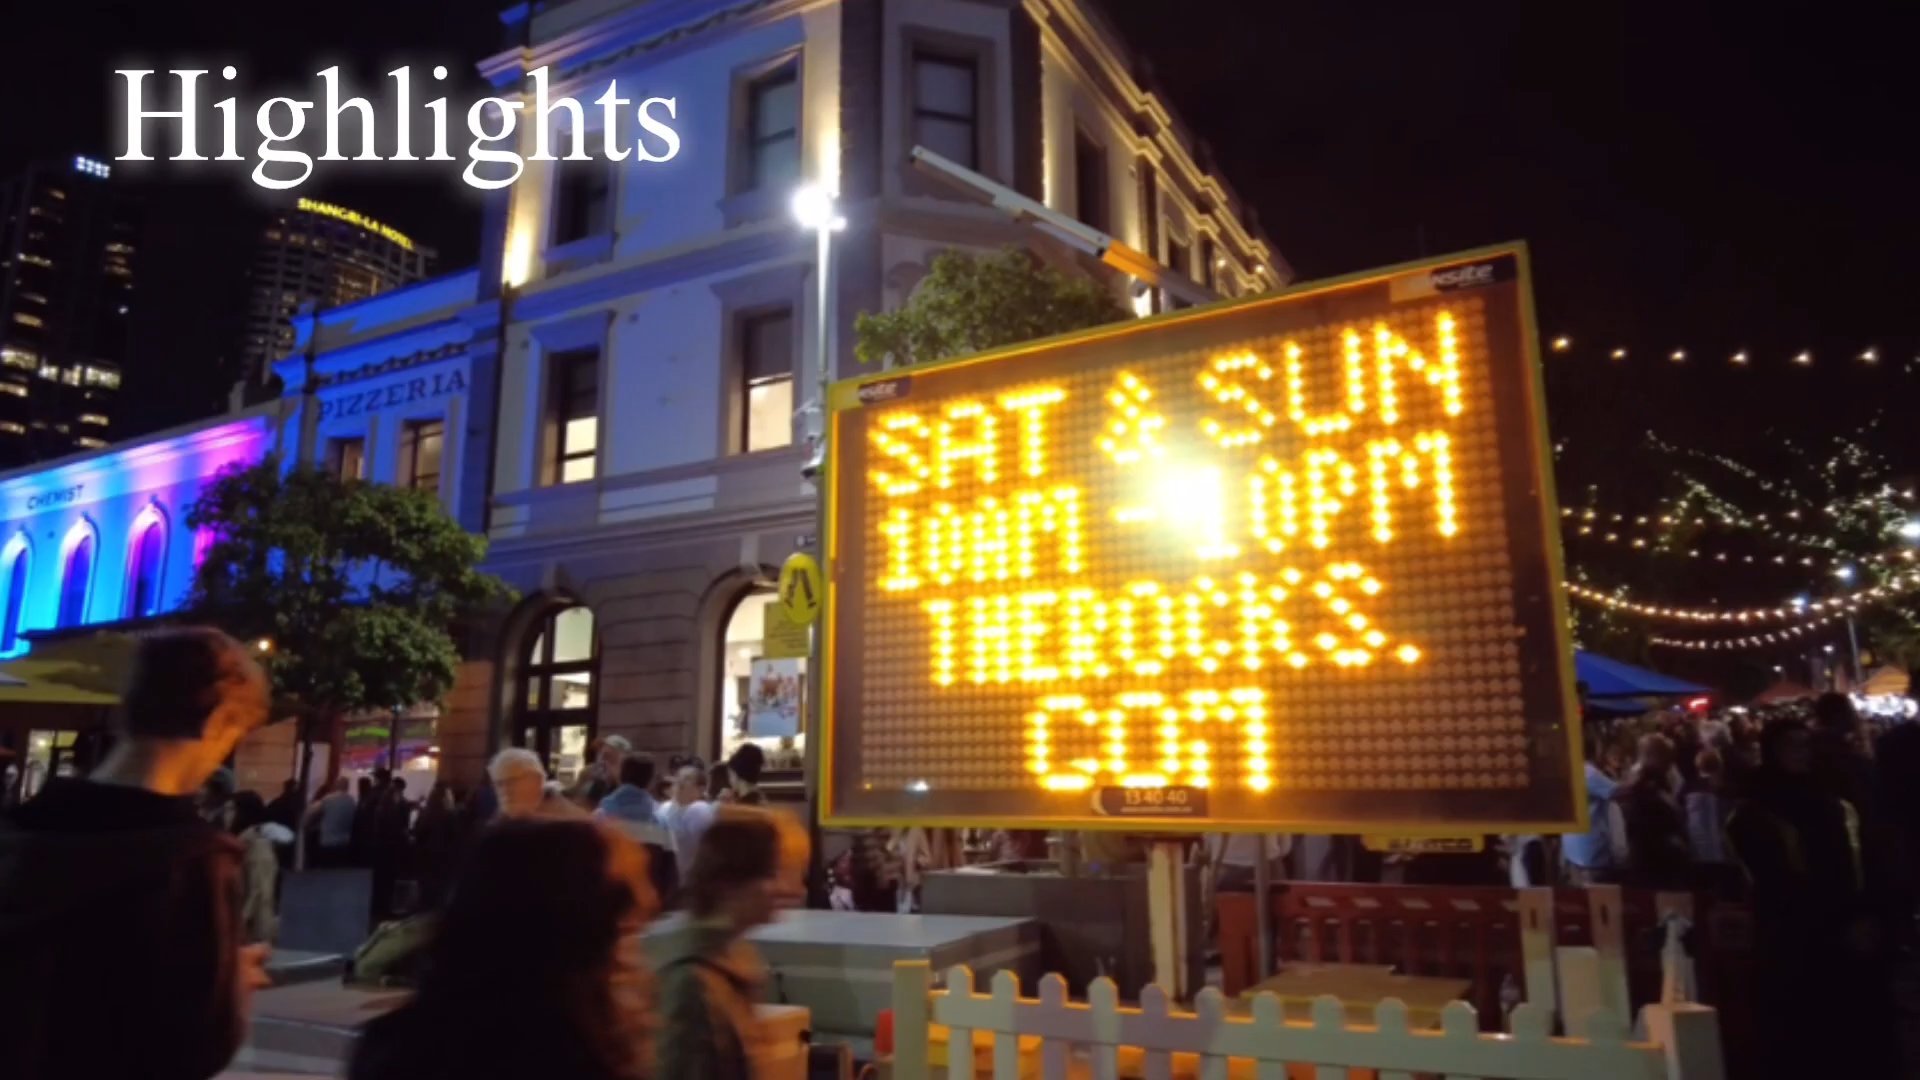 Highlights
SHANGRI-LA HOTEL
PIZZERIA
CHEMIST
SAT & SUN
10AM - 10PM
THEROCKS.
COM
13 40 40